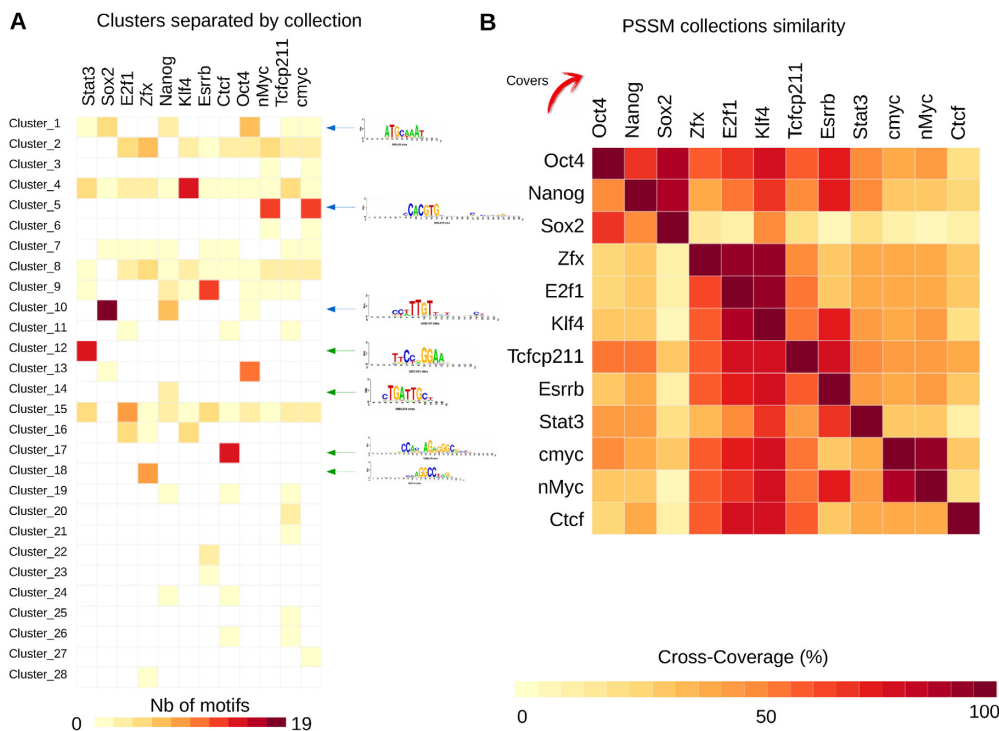 A
Clusters separated by collection
Stat3
Sox2
E2f1
Zfx
Nanog
Klf4
Esrrb
Ctcf
Oct4
nMyc
Tcfcp211
cmyc
Cluster_1
Cluster_2
Cluster_3
Cluster_4
Cluster_5
Cluster_6
Cluster_7
Cluster_8
Cluster_9
Cluster_10
Cluster_11
Cluster_12
Cluster_13
Cluster_14
Cluster_15
Cluster_16
Cluster_17
Cluster_18
Cluster_19
Cluster_20
Cluster_21
Cluster_22
Cluster_23
Cluster_24
Cluster_25
Cluster_26
Cluster_27
Cluster_28
Nb of motifs
0 19
B
PSSM collections similarity
Covers
Oct4
Nanog
Sox2
Zfx
E2f1
Klf4
Tcfcp211
Esrrb
Stat3
cmyc
nMyc
Ctcf
Oct4
Nanog
Sox2
Zfx
E2f1
Klf4
Tcfcp211
Esrrb
Stat3
cmyc
nMyc
Ctcf
Cross-Coverage (%)
0 50 100